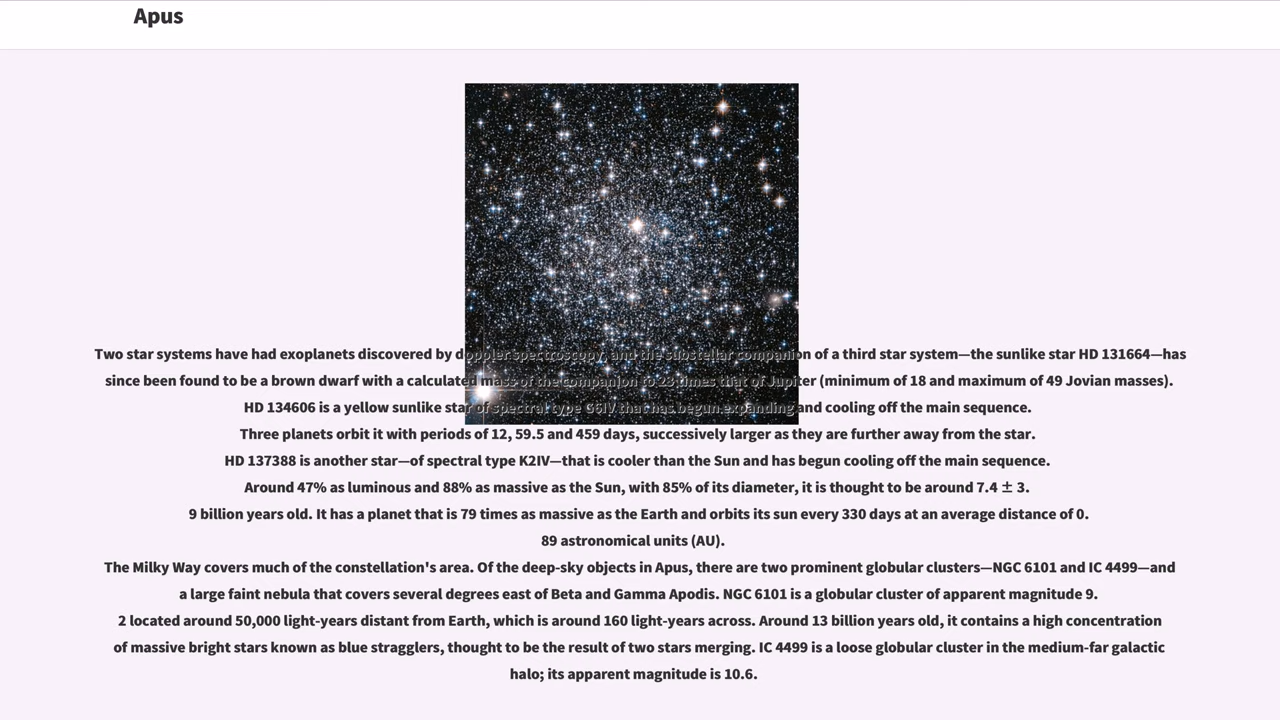 Apus
Two star systems have had exoplanets discovered by doppler spectroscopy, and the substellar companion of a third star system—the sunlike star HD 131664—has
since been found to be a brown dwarf with a calculated mass of the companion to 23 times that of Jupiter (minimum of 18 and maximum of 49 Jovian masses).
HD 134606 is a yellow sunlike star of spectral type G6IV that has begun expanding and cooling off the main sequence.
Three planets orbit it with periods of 12, 59.5 and 459 days, successively larger as they are further away from the star.
HD 137388 is another star—of spectral type K2IV—that is cooler than the Sun and has begun cooling off the main sequence.
Around 47% as luminous and 88% as massive as the Sun, with 85% of its diameter, it is thought to be around 7.4 ± 3.
9 billion years old. It has a planet that is 79 times as massive as the Earth and orbits its sun every 330 days at an average distance of 0.
89 astronomical units (AU).
The Milky Way covers much of the constellation's area. Of the deep-sky objects in Apus, there are two prominent globular clusters—NGC 6101 and IC 4499—and
a large faint nebula that covers several degrees east of Beta and Gamma Apodis. NGC 6101 is a globular cluster of apparent magnitude 9.
2 located around 50,000 light-years distant from Earth, which is around 160 light-years across. Around 13 billion years old, it contains a high concentration
of massive bright stars known as blue stragglers, thought to be the result of two stars merging. IC 4499 is a loose globular cluster in the medium-far galactic
halo; its apparent magnitude is 10.6.